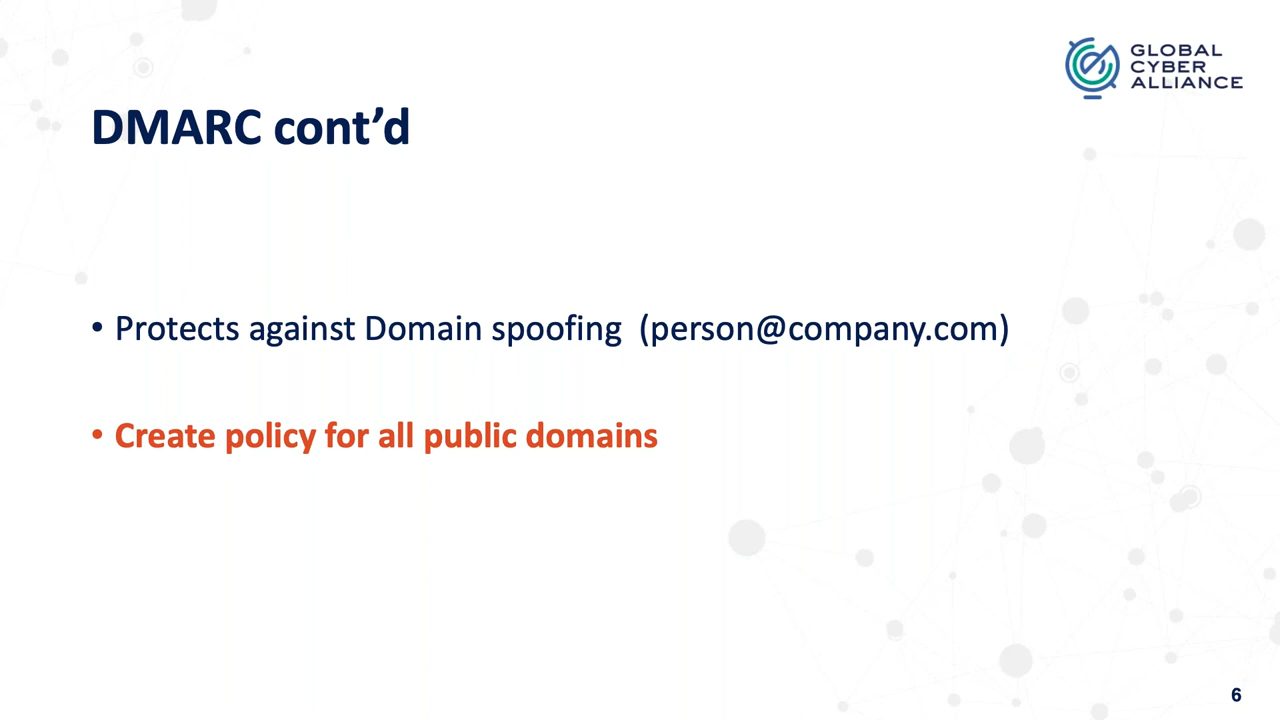 GLOBAL
CYBER
ALLIANCE
DMARC cont’d
• Protects against Domain spoofing  (person@company.com)
• Create policy for all public domains
6